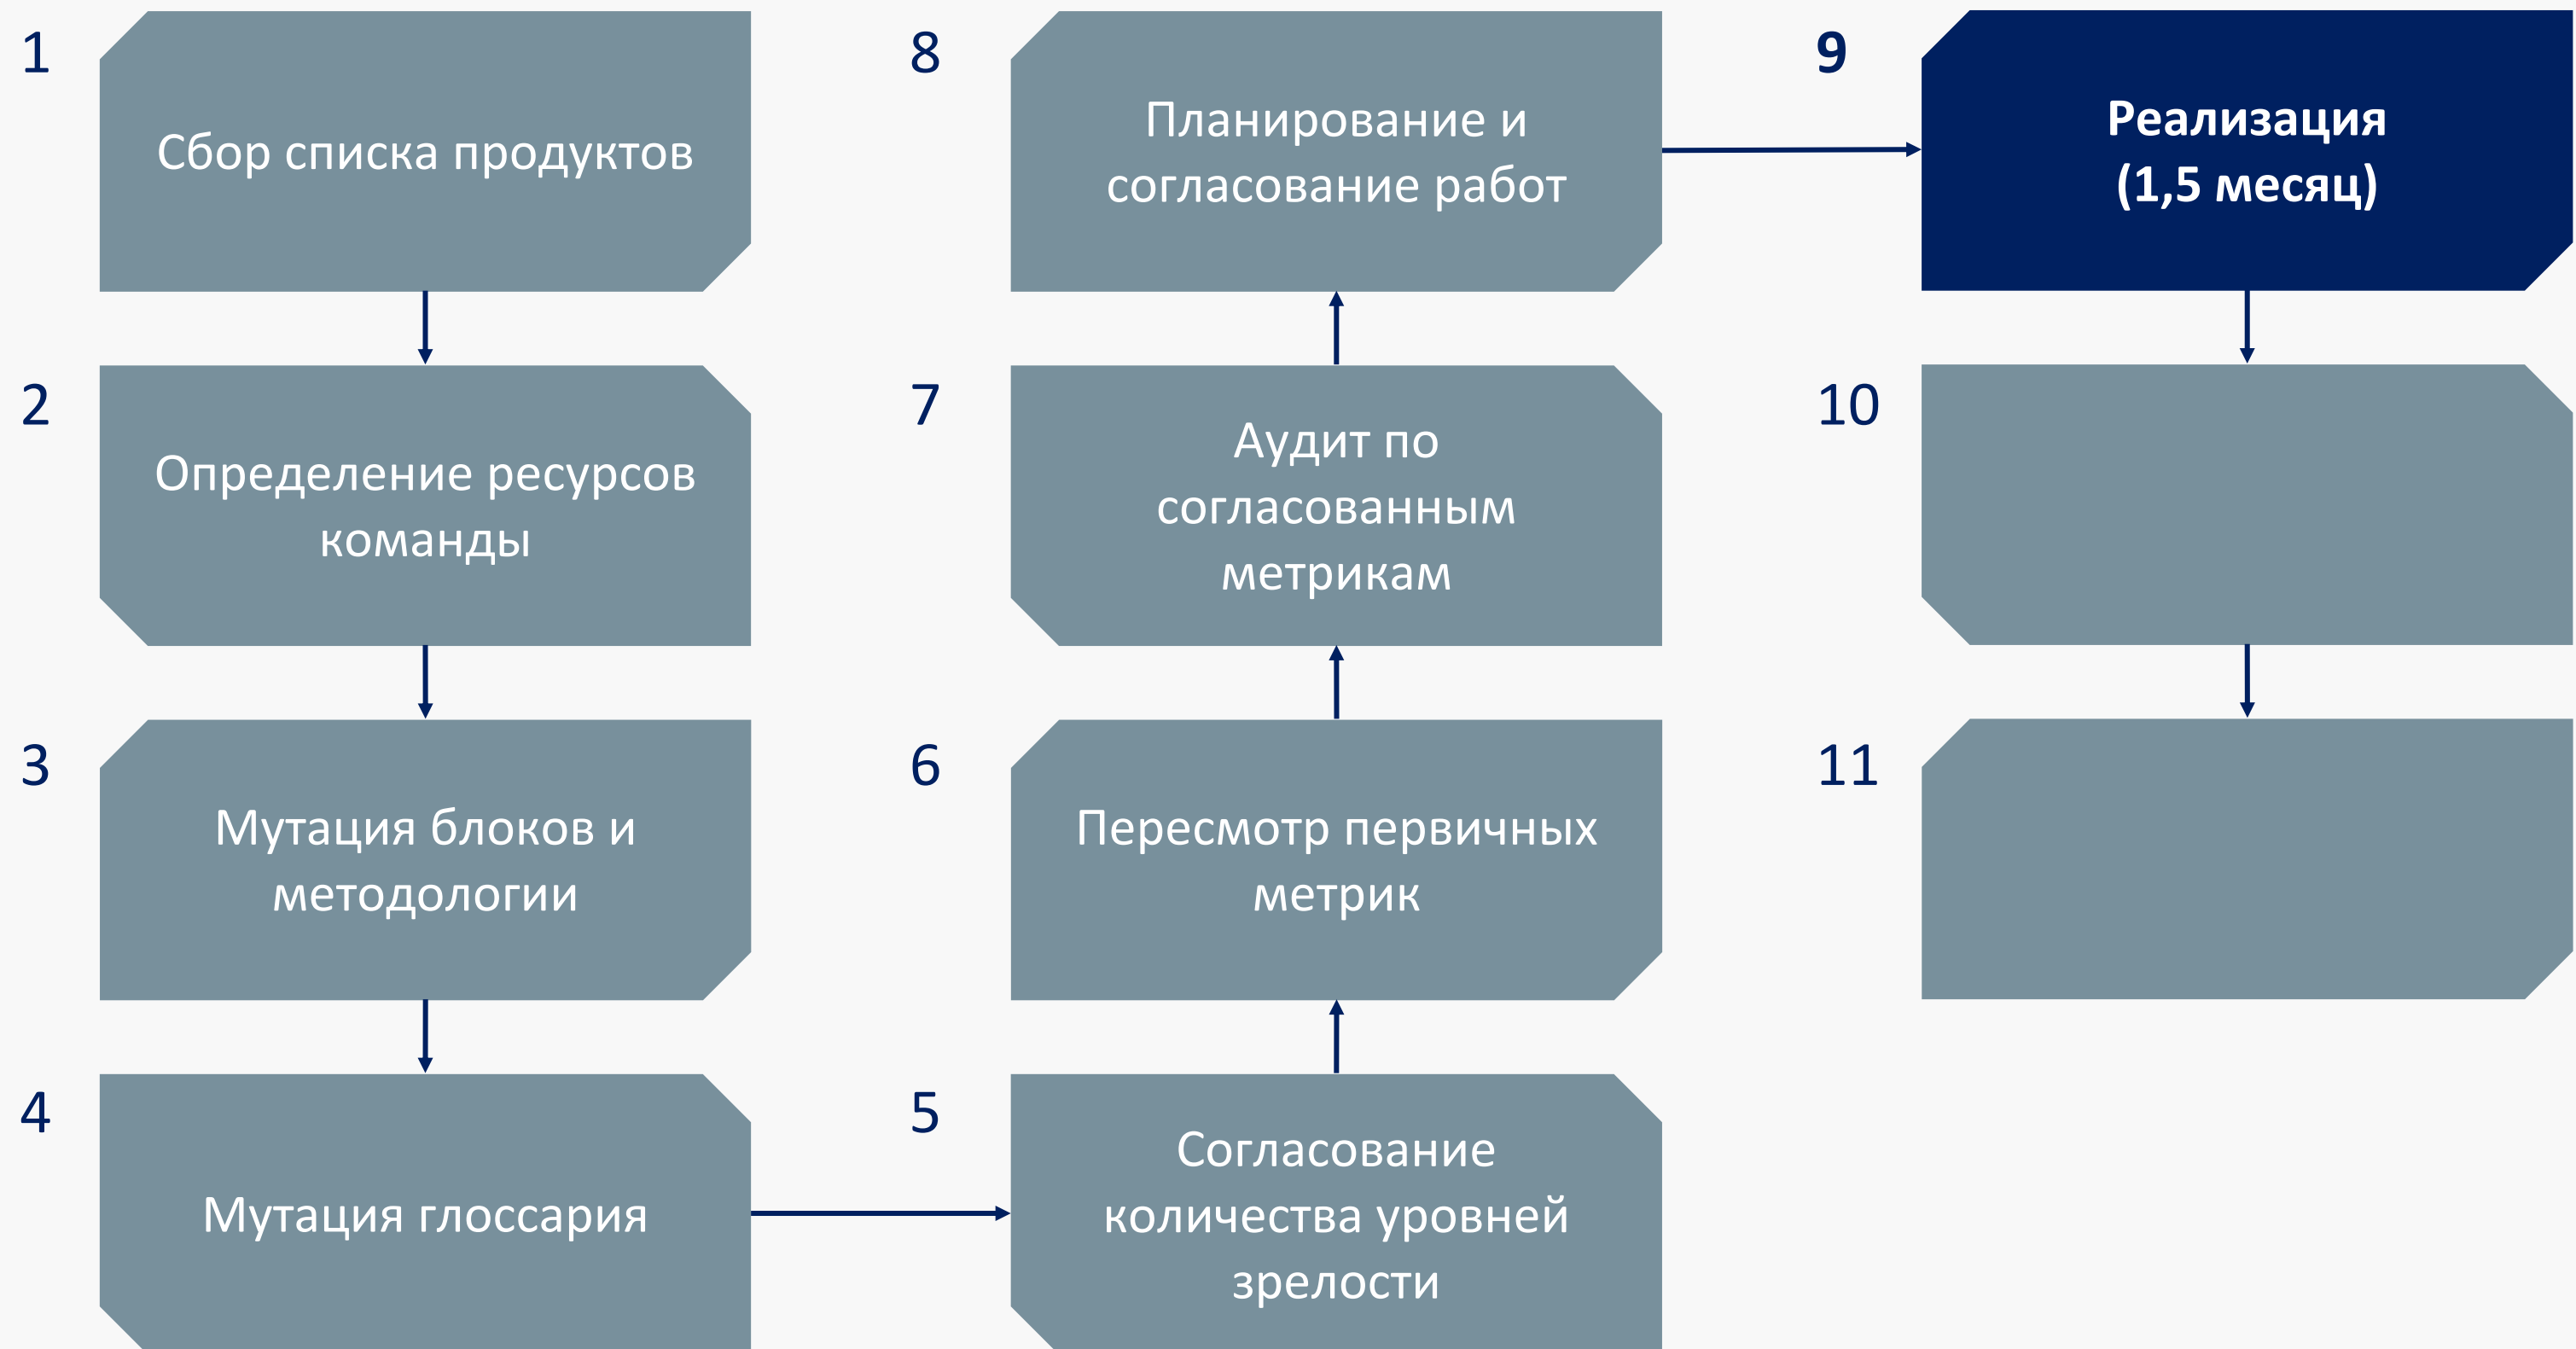 1
Сбор списка продуктов
2
Определение ресурсов
команды
3
Мутация блоков и
методологии
4
Мутация глоссария
5
Согласование
количества уровней
зрелости
6
Пересмотр первичных
метрик
7
Аудит по
согласованным
метрикам
8
Планирование и
согласование работ
9
Реализация
(1,5 месяц)
10
11